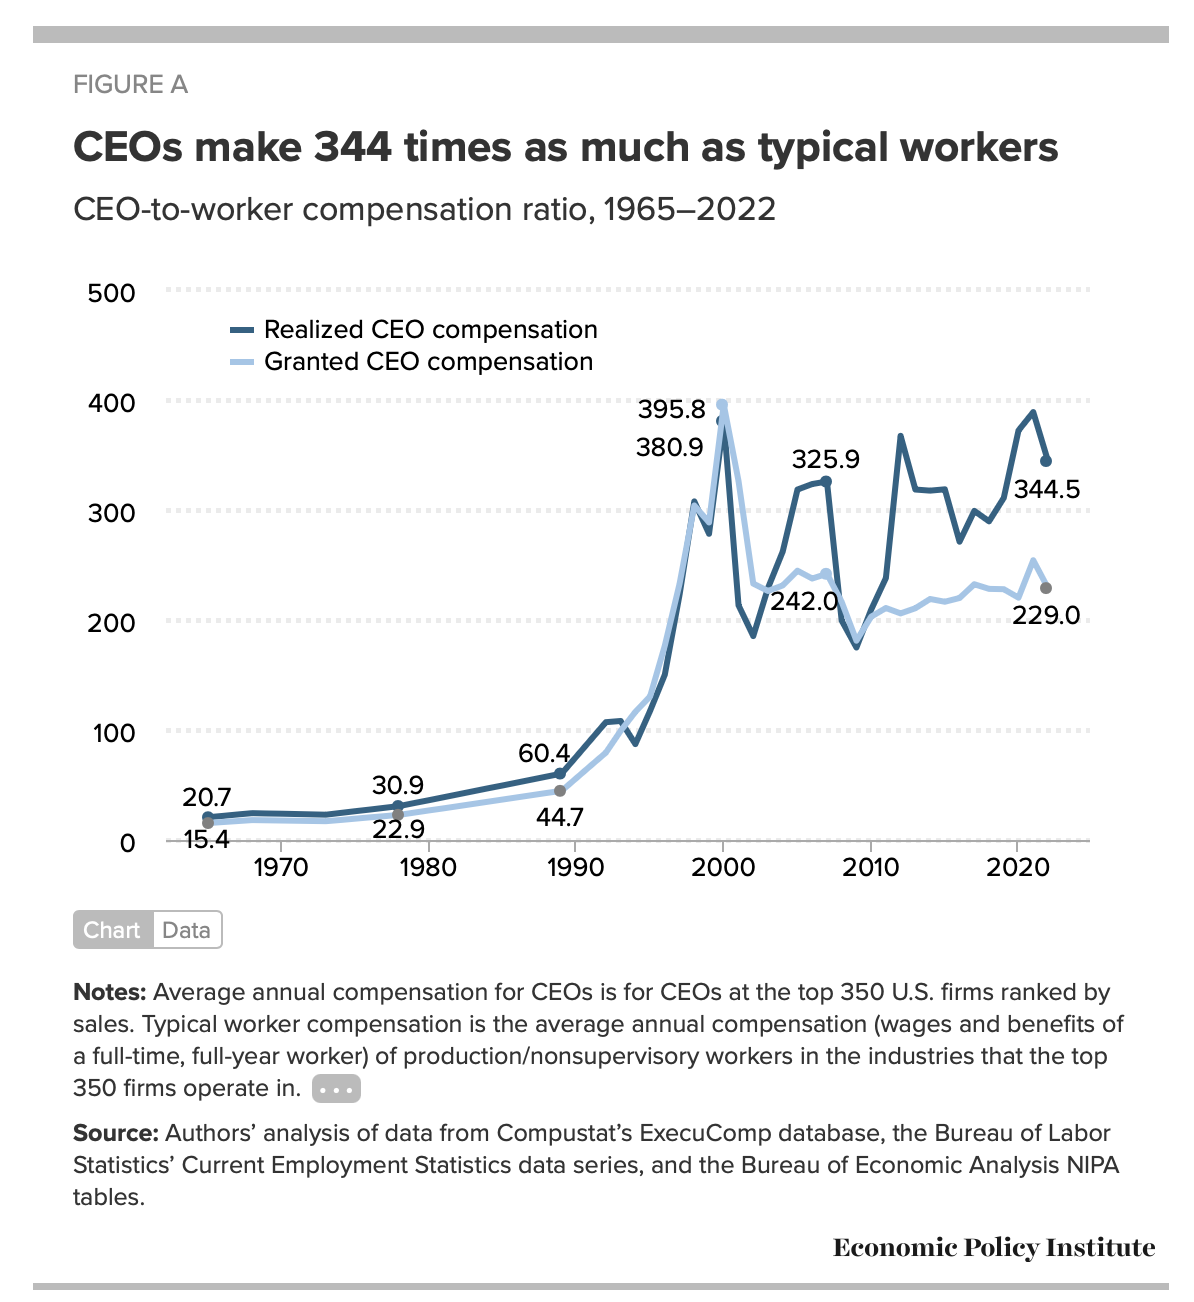 FIGURE A
CEOs make 344 times as much as typical workers
CEO-to-worker compensation ratio, 1965–2022
500
Realized CEO compensation
Granted CEO compensation
400
395.8
380.9
325.9
344.5
300
242.0
229.0
200
100
60.4
44.7
30.9
22.9
20.7
15.4
0
1970
1980
1990
2000
2010
2020
Chart
Data
Notes: Average annual compensation for CEOs is for CEOs at the top 350 U.S. firms ranked by
sales. Typical worker compensation is the average annual compensation (wages and benefits of
a full-time, full-year worker) of production/nonsupervisory workers in the industries that the top
350 firms operate in. ...
Source: Authors’ analysis of data from Compustat’s ExecuComp database, the Bureau of Labor
Statistics’ Current Employment Statistics data series, and the Bureau of Economic Analysis NIPA
tables.
Economic Policy Institute